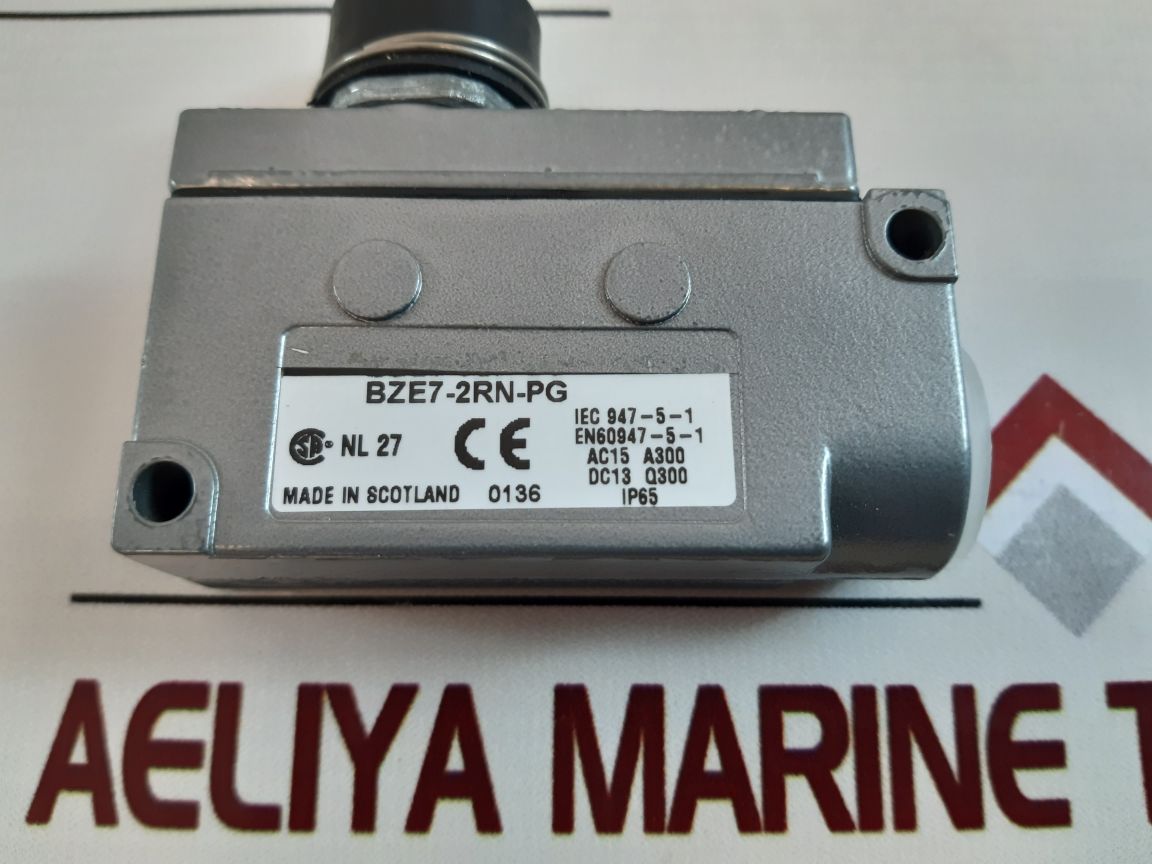 BZE7-2RN-PG
IEC 947-5-1
EN60947-5-1
AC15 A300
DC13 Q300
IP65
SA® NL 27
CE
MADE IN SCOTLAND 0136
AELIYA MARINE T